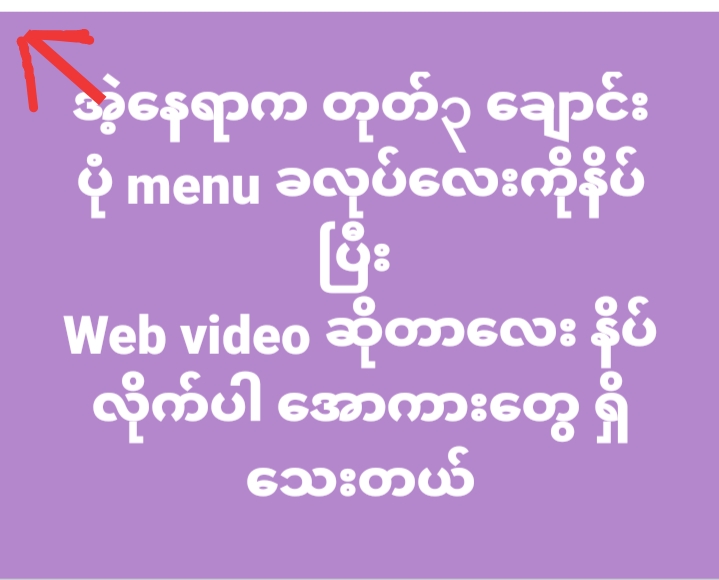 အဲ့နေရာက တုတ်၃ ချောင်း
ပုံ menu ခလုပ်လေးကိုနိပ်
ပြီး
Web video ဆိုတာလေး နိပ်
လိုက်ပါ အောကားတွေ ရှိ
သေးတယ်